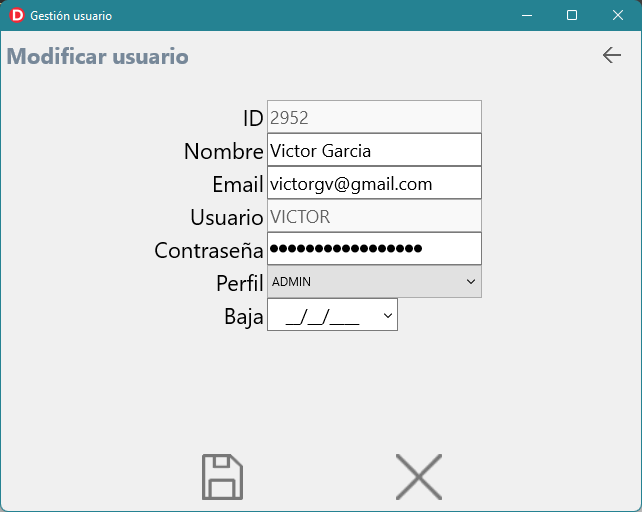 D Gestión usuario
Modificar usuario
ID 2952
Nombre Victor Garcia
Email victorgv@gmail.com
Usuario VICTOR
Contraseña ●●●●●●●●●●●●●●●●●
Perfil ADMIN
Baja __/__/____